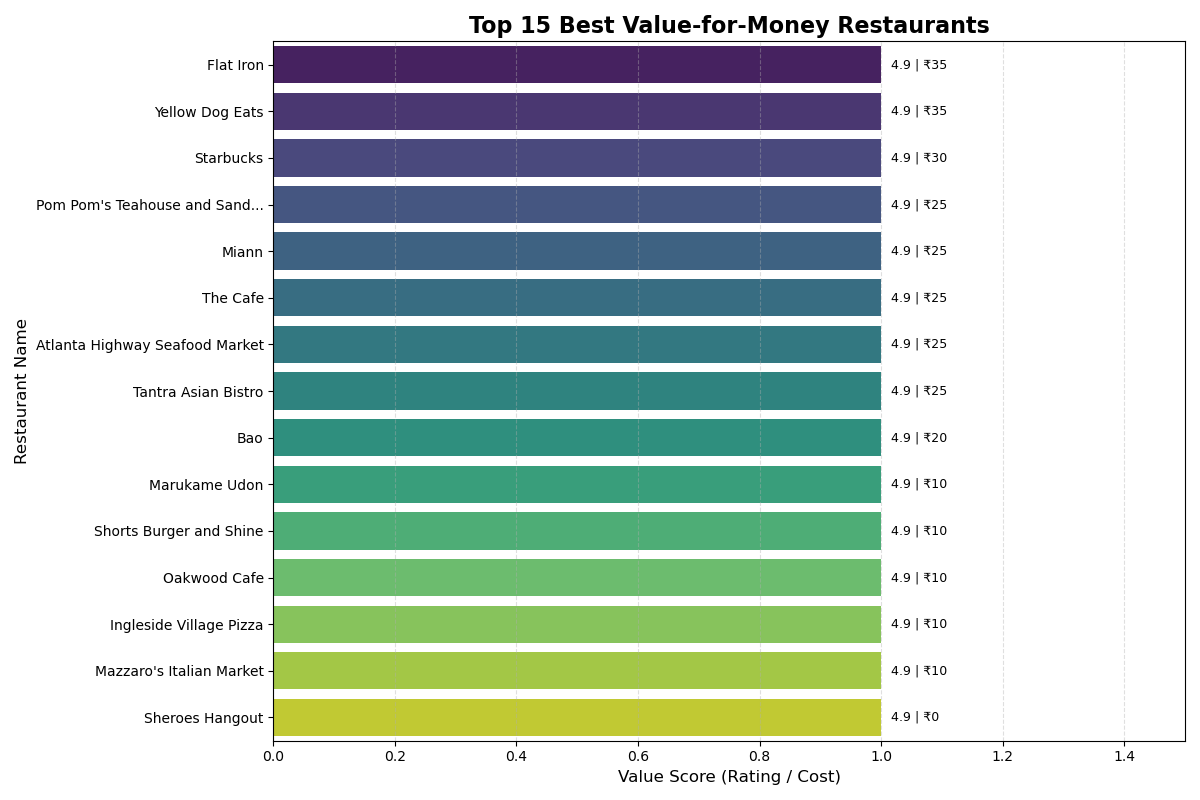 Top 15 Best Value-for-Money Restaurants
Restaurant Name
Flat Iron 4.9 | ₹35
Yellow Dog Eats 4.9 | ₹35
Starbucks 4.9 | ₹30
Pom Pom's Teahouse and Sand... 4.9 | ₹25
Miann 4.9 | ₹25
The Cafe 4.9 | ₹25
Atlanta Highway Seafood Market 4.9 | ₹25
Tantra Asian Bistro 4.9 | ₹25
Bao 4.9 | ₹20
Marukame Udon 4.9 | ₹10
Shorts Burger and Shine 4.9 | ₹10
Oakwood Cafe 4.9 | ₹10
Ingleside Village Pizza 4.9 | ₹10
Mazzaro's Italian Market 4.9 | ₹10
Sheroes Hangout 4.9 | ₹0
0.0 0.2 0.4 0.6 0.8 1.0 1.2 1.4
Value Score (Rating / Cost)